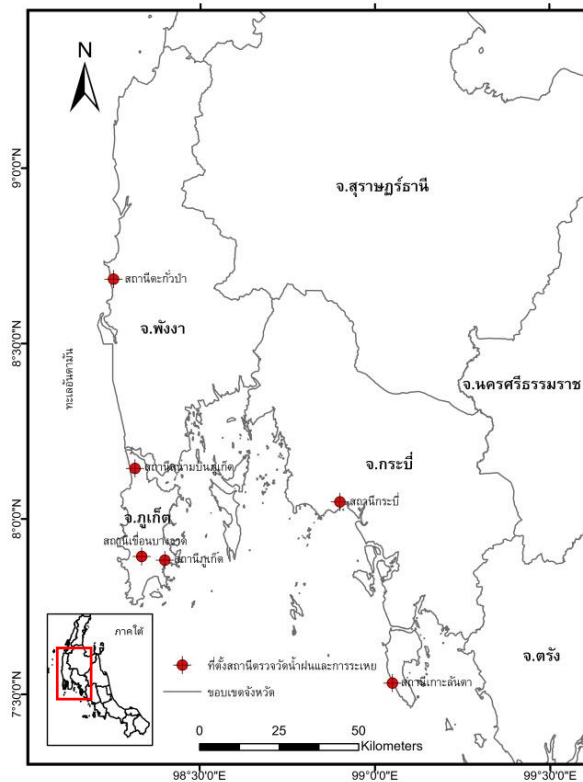 N
9°0'0"N
จ.สุราษฎร์ธานี
สถานีตะกั่วป่า
จ.พังงา
8°30'0"N
ทะเลอันดามัน
จ.นครศรีธรรมราช
สถานีสนามบินภูเก็ต
จ.กระบี่
สถานีกระบี่
8°0'0"N
จ.ภูเก็ต
สถานีเขื่อนบางวาด
สถานีภูเก็ต
ภาคใต้
จ.ตรัง
ที่ตั้งสถานีตรวจวัดน้ำฝนและการระเหย
สถานีเกาะลันตา
7°30'0"N
ขอบเขตจังหวัด
0 25 50
Kilometers
98°30'0"E 99°0'0"E 99°30'0"E